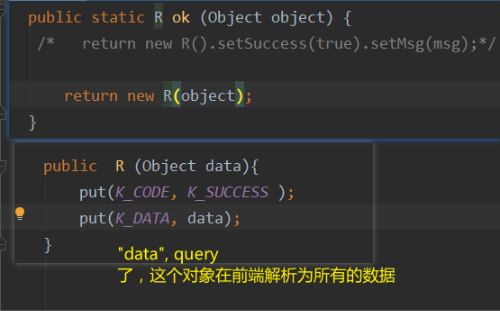 public static R ok (Object object) {
/*   return new R().setSuccess(true).setMsg(msg);*/
return new R(object);
}
public  R (Object data){
put(K_CODE, K_SUCCESS );
put(K_DATA, data);
}
"data", query
了，这个对象在前端解析为所有的数据